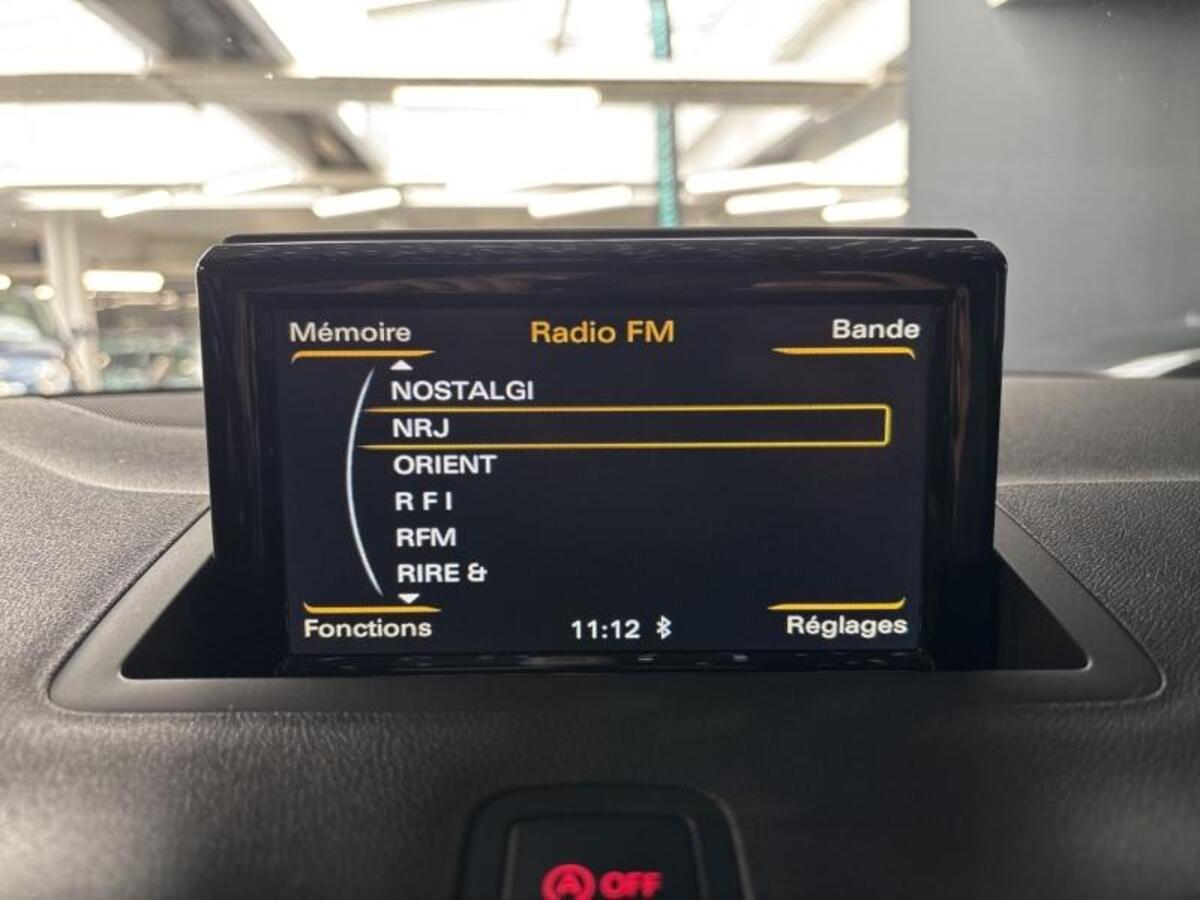 Mémoire Radio FM Bande
NOSTALGI
NRJ
ORIENT
R F I
RFM
RIRE &
Fonctions 11:12 Réglages
A OFF